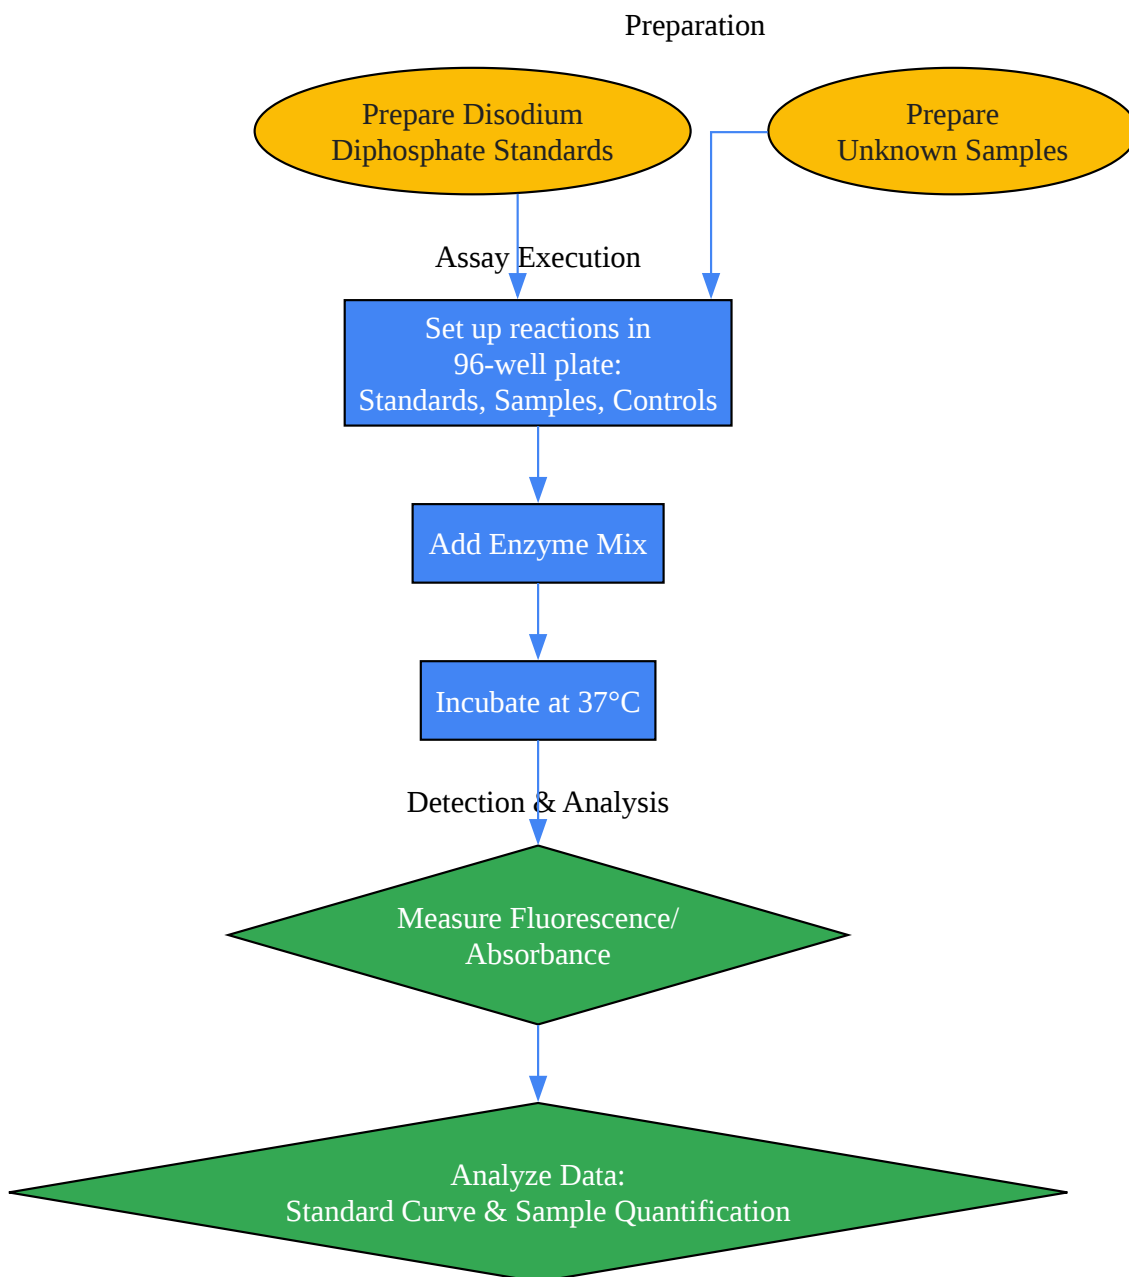 Preparation
Prepare Disodium
Diphosphate Standards
Prepare
Unknown Samples
Assay Execution
Set up reactions in
96-well plate:
Standards, Samples, Controls
Add Enzyme Mix
Incubate at 37°C
Detection & Analysis
Measure Fluorescence/
Absorbance
Analyze Data:
Standard Curve & Sample Quantification